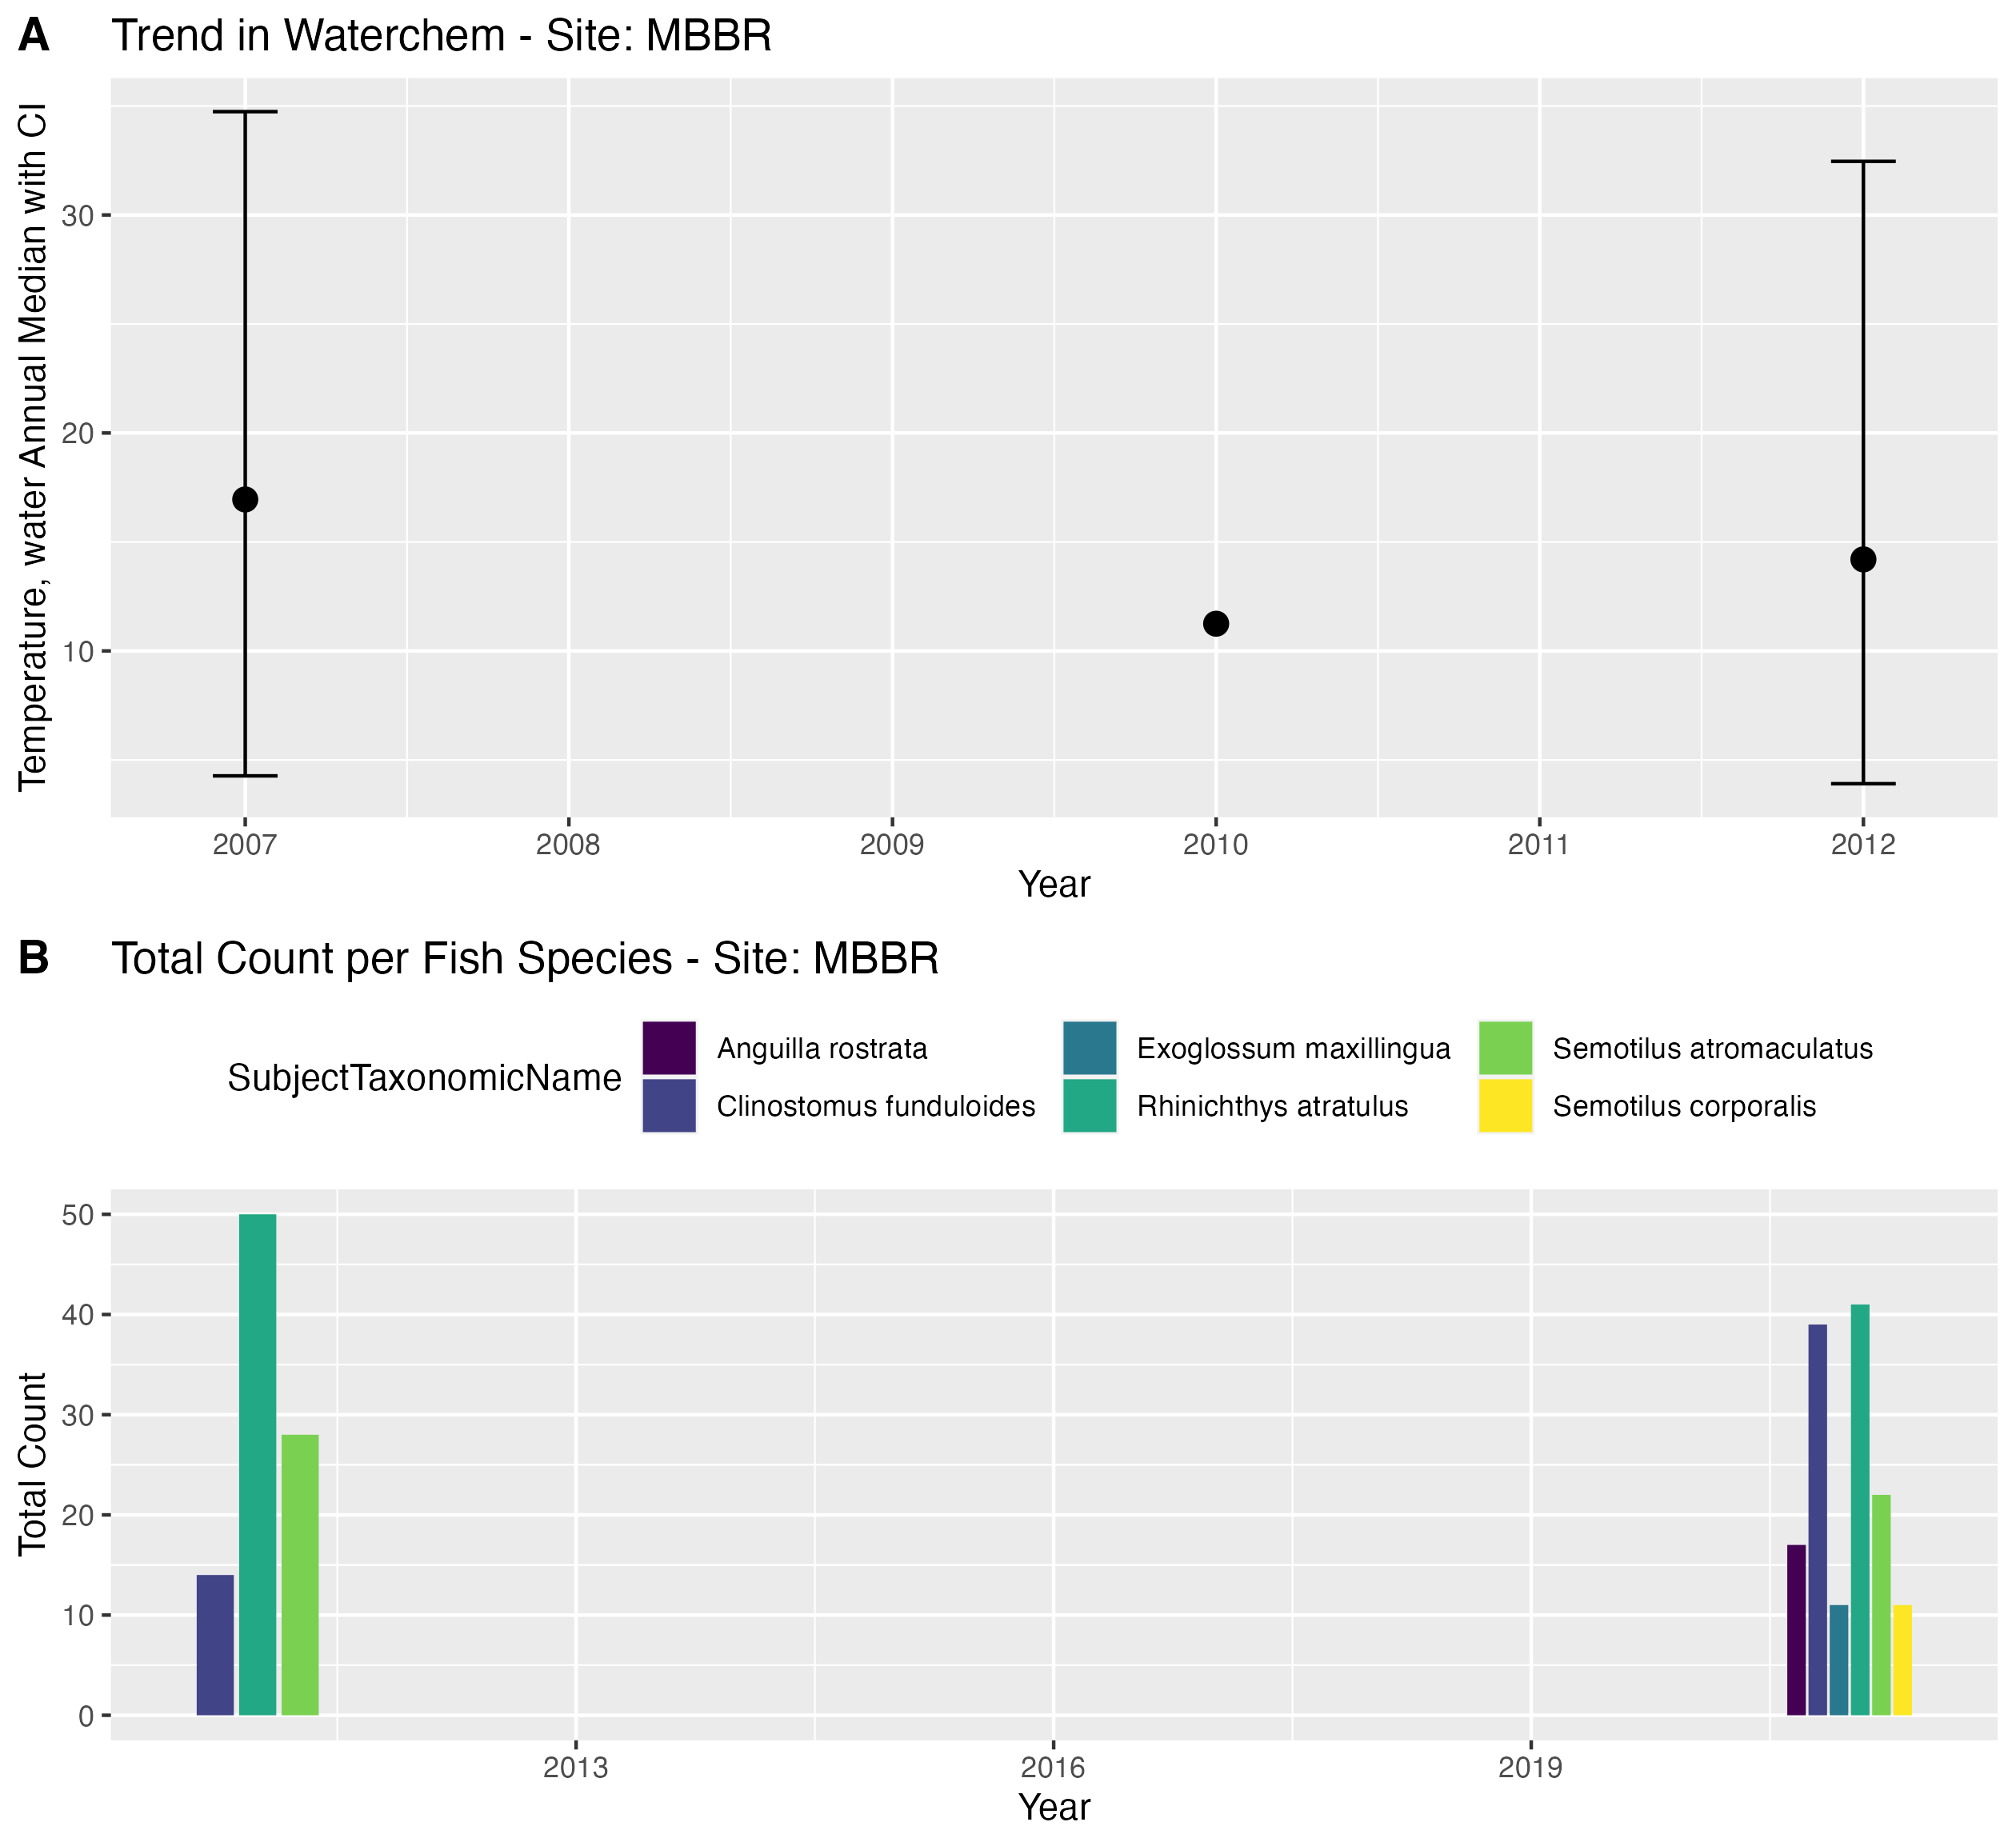 A Trend in Waterchem - Site: MBBR
Temperature, water Annual Median with CI
30
20
10
2007 2008 2009 2010 2011 2012
Year
B Total Count per Fish Species - Site: MBBR
SubjectTaxonomicName
Anguilla rostrata Exoglossum maxillingua Semotilus atromaculatus
Clinostomus funduloides Rhinichthys atratulus Semotilus corporalis
Total Count
50
40
30
20
10
0
2013 2016 2019
Year